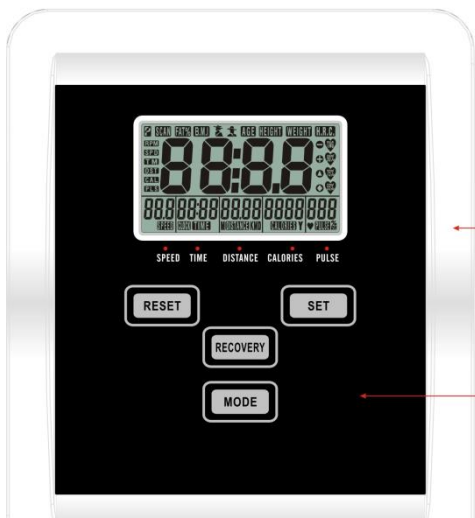 SCAN FAT% B.M.I AGE HEIGHT WEIGHT H.R.C.
RPM
SPD
TM
DST
CAL
PLS
88:8.8
88.8 88:88 88.88 8888 888
SPEED CLOCK TIME DISTANCE CALORIES PULSE
SPEED TIME DISTANCE CALORIES PULSE
RESET SET
RECOVERY
MODE